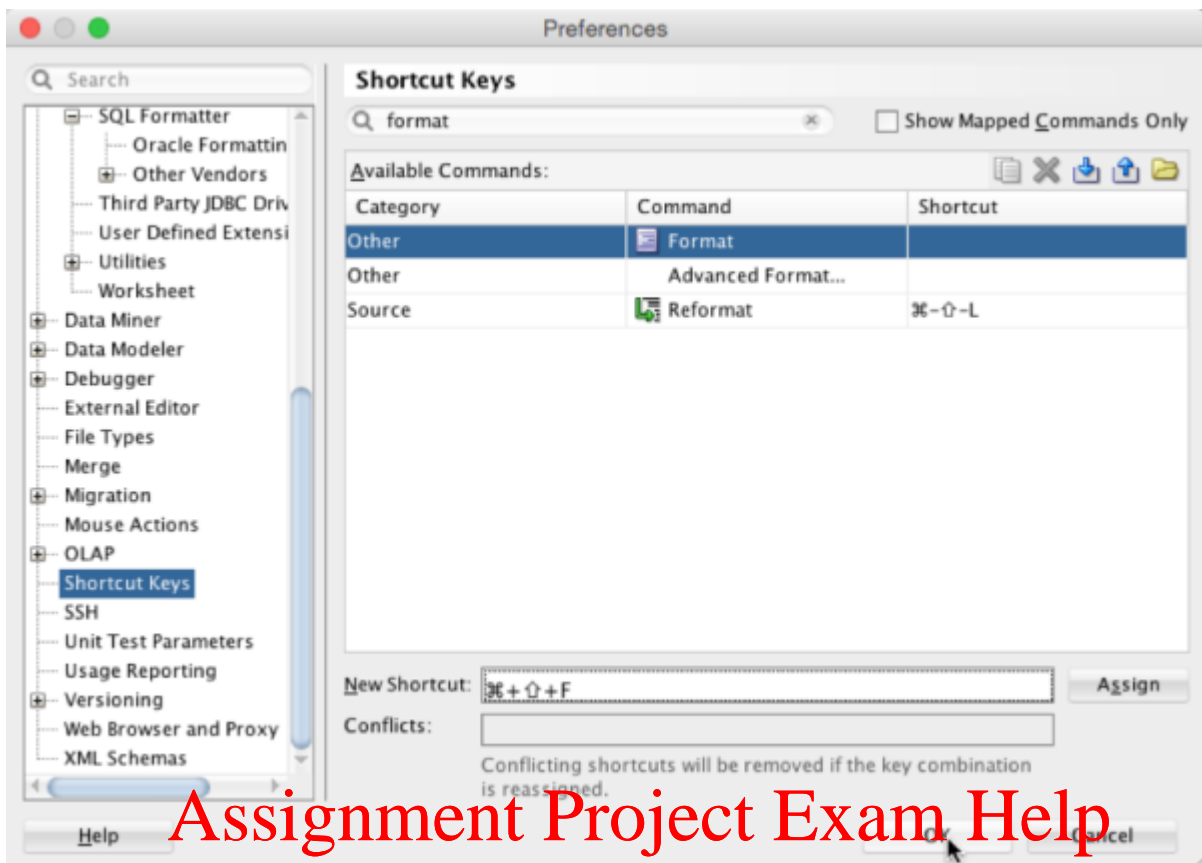 Preferences
Search
SQL Formatter
Oracle Formattin
Other Vendors
Third Party JDBC Driv
User Defined Extensi
Utilities
Worksheet
Data Miner
Data Modeler
Debugger
External Editor
File Types
Merge
Migration
Mouse Actions
OLAP
Shortcut Keys
SSH
Unit Test Parameters
Usage Reporting
Versioning
Web Browser and Proxy
XML Schemas
Help
Shortcut Keys
format
Show Mapped Commands Only
Available Commands:
Category Command Shortcut
Other Format
Other Advanced Format...
Source Reformat ⌘-⇧-L
New Shortcut: ⌘+⇧+F Assign
Conflicts:
Conflicting shortcuts will be removed if the key combination
is reassigned.
Assignment Project Exam Help
OK Cancel